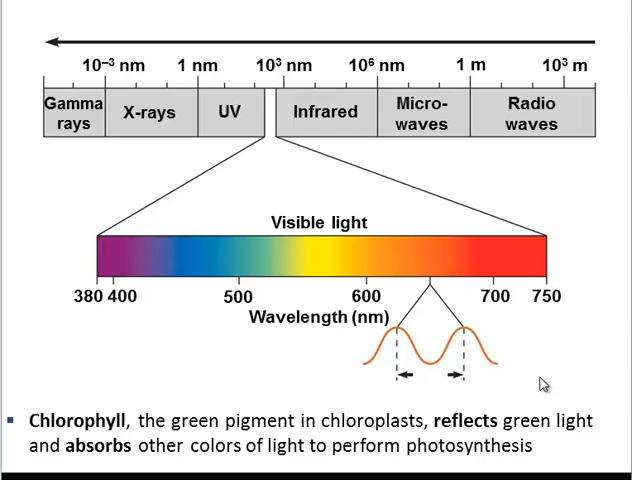 10⁻³ nm 1 nm 10³ nm 10⁶ nm 1 m 10³ m
Gamma rays X-rays UV Infrared Micro-waves Radio waves
Visible light
380 400 500 600 700 750
Wavelength (nm)
▪ Chlorophyll, the green pigment in chloroplasts, reflects green light
and absorbs other colors of light to perform photosynthesis